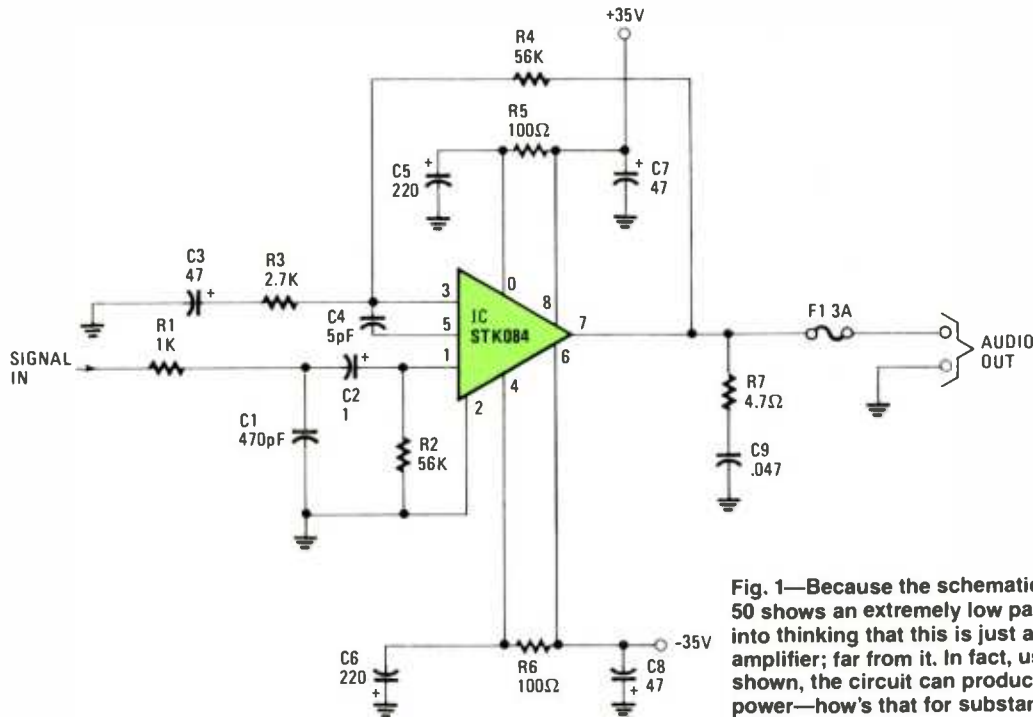 +35V
R4
56K
R5
100Ω
C5
220
+
C7
47
+
C3
47
+
R3
2.7K
C4
5pF
3
5
1
0
8
7
6
4
2
IC
STK084
F1 3A
AUDIO
OUT
SIGNAL
IN
R1
1K
C2
1
+
C1
470pF
R2
56K
R7
4.7Ω
C9
.047
-35V
C6
220
+
R6
100Ω
C8
47
+
Fig. 1—Because the schematic
50 shows an extremely low pa
into thinking that this is just a
amplifier; far from it. In fact, us
shown, the circuit can produc
power—how's that for substan